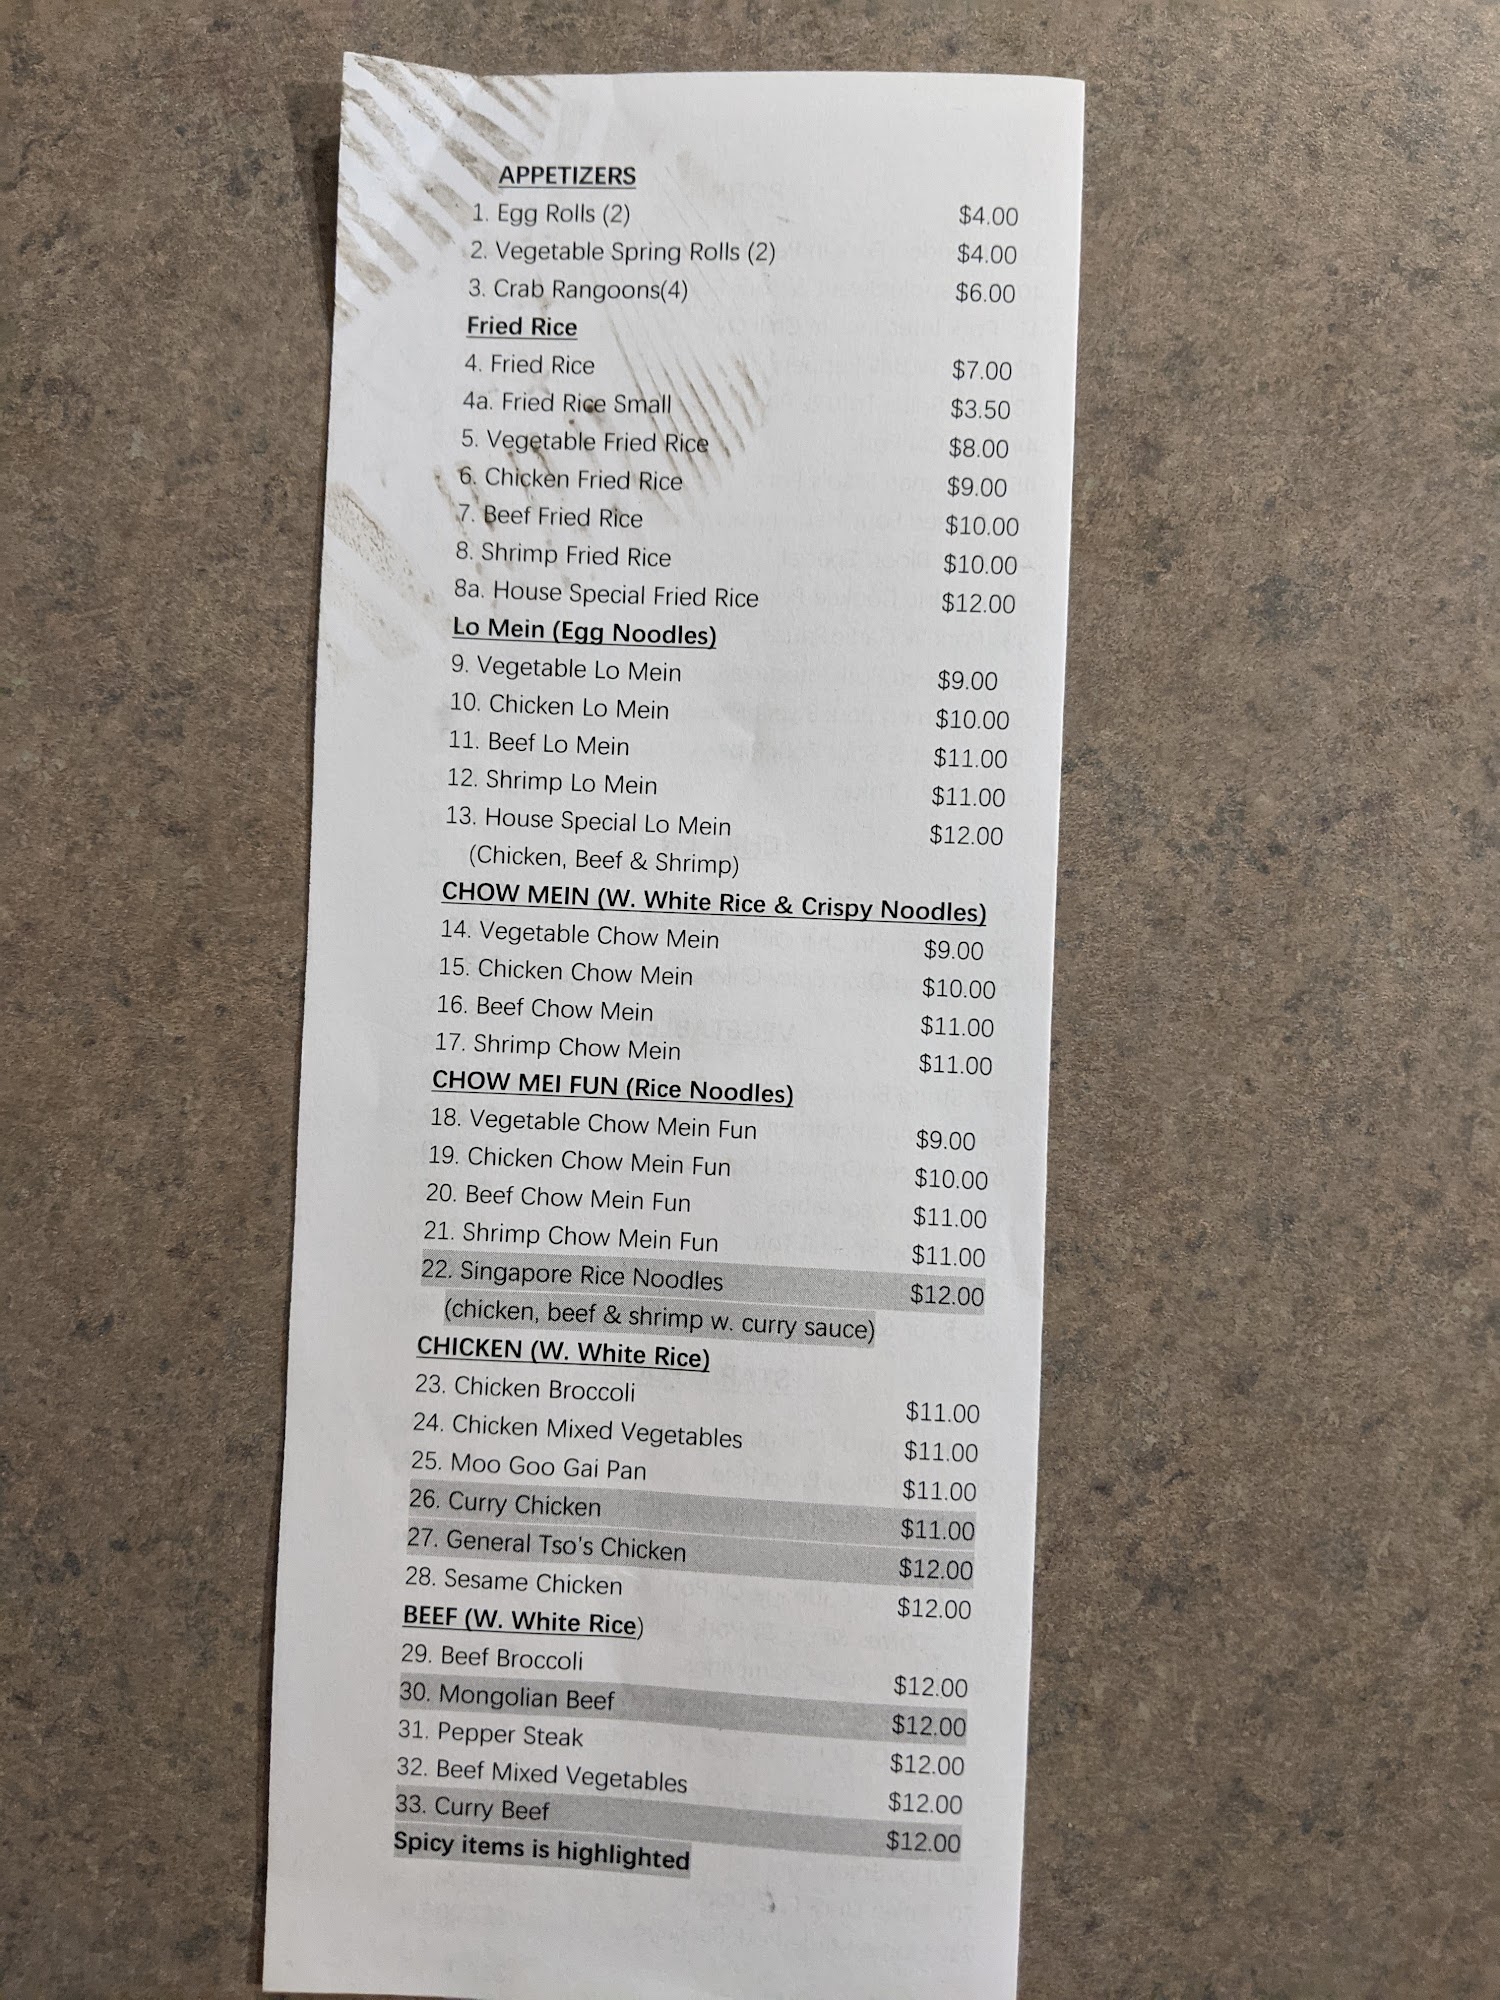 APPETIZERS
1. Egg Rolls (2) $4.00
2. Vegetable Spring Rolls (2) $4.00
3. Crab Rangoons(4) $6.00
Fried Rice
4. Fried Rice $7.00
4a. Fried Rice Small $3.50
5. Vegetable Fried Rice $8.00
6. Chicken Fried Rice $9.00
7. Beef Fried Rice $10.00
8. Shrimp Fried Rice $10.00
8a. House Special Fried Rice $12.00
Lo Mein (Egg Noodles)
9. Vegetable Lo Mein $9.00
10. Chicken Lo Mein $10.00
11. Beef Lo Mein $11.00
12. Shrimp Lo Mein $11.00
13. House Special Lo Mein $12.00
(Chicken, Beef & Shrimp)
CHOW MEIN (W. White Rice & Crispy Noodles)
14. Vegetable Chow Mein $9.00
15. Chicken Chow Mein $10.00
16. Beef Chow Mein $11.00
17. Shrimp Chow Mein $11.00
CHOW MEI FUN (Rice Noodles)
18. Vegetable Chow Mein Fun $9.00
19. Chicken Chow Mein Fun $10.00
20. Beef Chow Mein Fun $11.00
21. Shrimp Chow Mein Fun $11.00
22. Singapore Rice Noodles $12.00
(chicken, beef & shrimp w. curry sauce)
CHICKEN (W. White Rice)
23. Chicken Broccoli $11.00
24. Chicken Mixed Vegetables $11.00
25. Moo Goo Gai Pan $11.00
26. Curry Chicken $11.00
27. General Tso's Chicken $12.00
28. Sesame Chicken $12.00
BEEF (W. White Rice)
29. Beef Broccoli $12.00
30. Mongolian Beef $12.00
31. Pepper Steak $12.00
32. Beef Mixed Vegetables $12.00
33. Curry Beef $12.00
Spicy items is highlighted